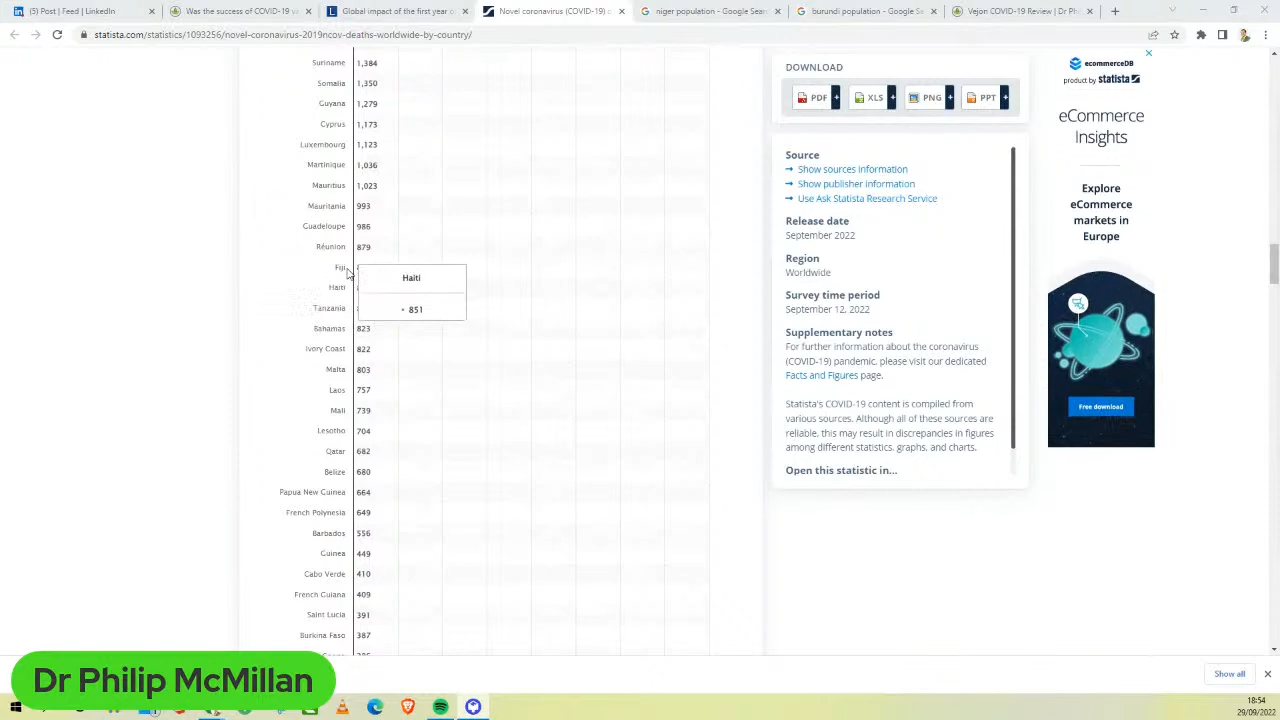 (5) Post | Feed | LinkedIn
Was the success of COVID-19 va
Global impact of the first year o
Novel coronavirus (COVID-19) d
niger population - Google Sear
burundi population - Google Se
Vejon COVID-19 Review | Dr Ph
statista.com/statistics/1093256/novel-coronavirus-2019ncov-deaths-worldwide-by-country/
Suriname 1,384
Somalia 1,350
Guyana 1,279
Cyprus 1,173
Luxembourg 1,123
Martinique 1,036
Mauritius 1,023
Mauritania 993
Guadeloupe 986
Réunion 879
Fiji
Haiti
Haiti
851
Tanzania
Bahamas 823
Ivory Coast 822
Malta 803
Laos 757
Mali 739
Lesotho 704
Qatar 682
Belize 680
Papua New Guinea 664
French Polynesia 649
Barbados 556
Guinea 449
Cabo Verde 410
French Guiana 409
Saint Lucia 391
Burkina Faso 387
DOWNLOAD
PDF + XLS + PNG + PPT +
Source
→ Show sources information
→ Show publisher information
→ Use Ask Statista Research Service
Release date
September 2022
Region
Worldwide
Survey time period
September 12, 2022
Supplementary notes
For further information about the coronavirus
(COVID-19) pandemic, please visit our dedicated
Facts and Figures page.
Statista's COVID-19 content is compiled from
various sources. Although all of these sources are
reliable, this may result in discrepancies in figures
among different statistics, graphs, and charts.
Open this statistic in...
ecommerceDB
product by statista
eCommerce
Insights
Explore
eCommerce
markets in
Europe
Free download
Show all
Dr Philip McMillan
18:54
29/09/2022